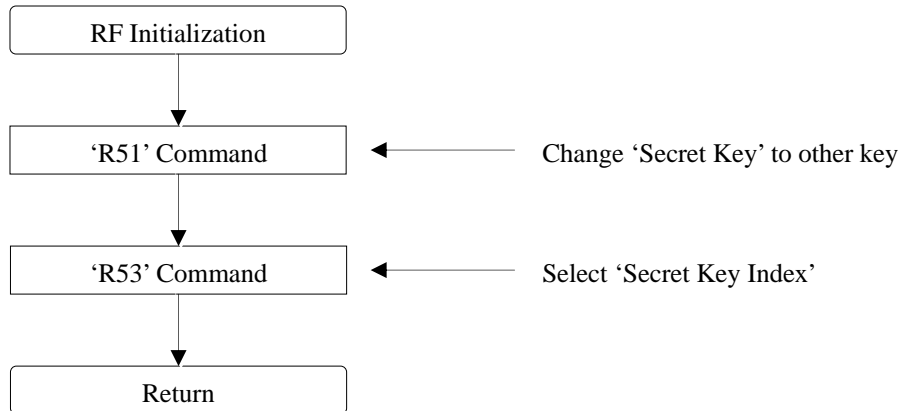 RF Initialization
‘R51’ Command
Change ‘Secret Key’ to other key
‘R53’ Command
Select ‘Secret Key Index’
Return